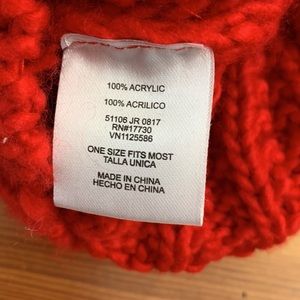 100% ACRYLIC
100% ACRILICO
51106 JR 0817
RN#17730
VN1125586
ONE SIZE FITS MOST
TALLA UNICA
MADE IN CHINA
HECHO EN CHINA